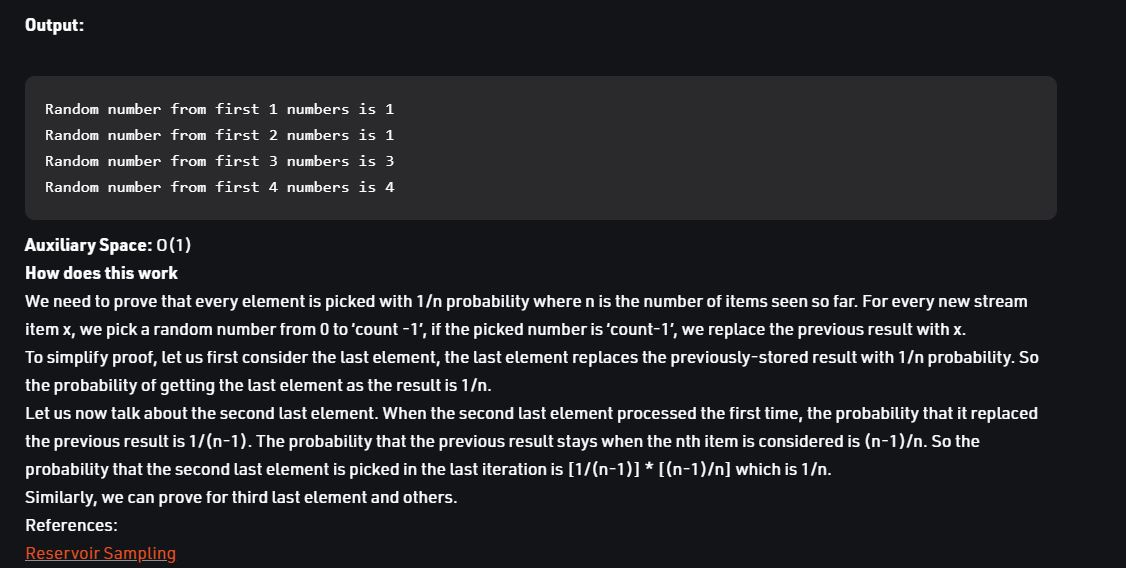 Output:
Random number from first 1 numbers is 1
Random number from first 2 numbers is 1
Random number from first 3 numbers is 3
Random number from first 4 numbers is 4
Auxiliary Space: O(1)
How does this work
We need to prove that every element is picked with 1/n probability where n is the number of items seen so far. For every new stream
item x, we pick a random number from 0 to ‘count -1’, if the picked number is ‘count-1’, we replace the previous result with x.
To simplify proof, let us first consider the last element, the last element replaces the previously-stored result with 1/n probability. So
the probability of getting the last element as the result is 1/n.
Let us now talk about the second last element. When the second last element processed the first time, the probability that it replaced
the previous result is 1/(n-1). The probability that the previous result stays when the nth item is considered is (n-1)/n. So the
probability that the second last element is picked in the last iteration is [1/(n-1)] * [(n-1)/n] which is 1/n.
Similarly, we can prove for third last element and others.
References:
Reservoir Sampling